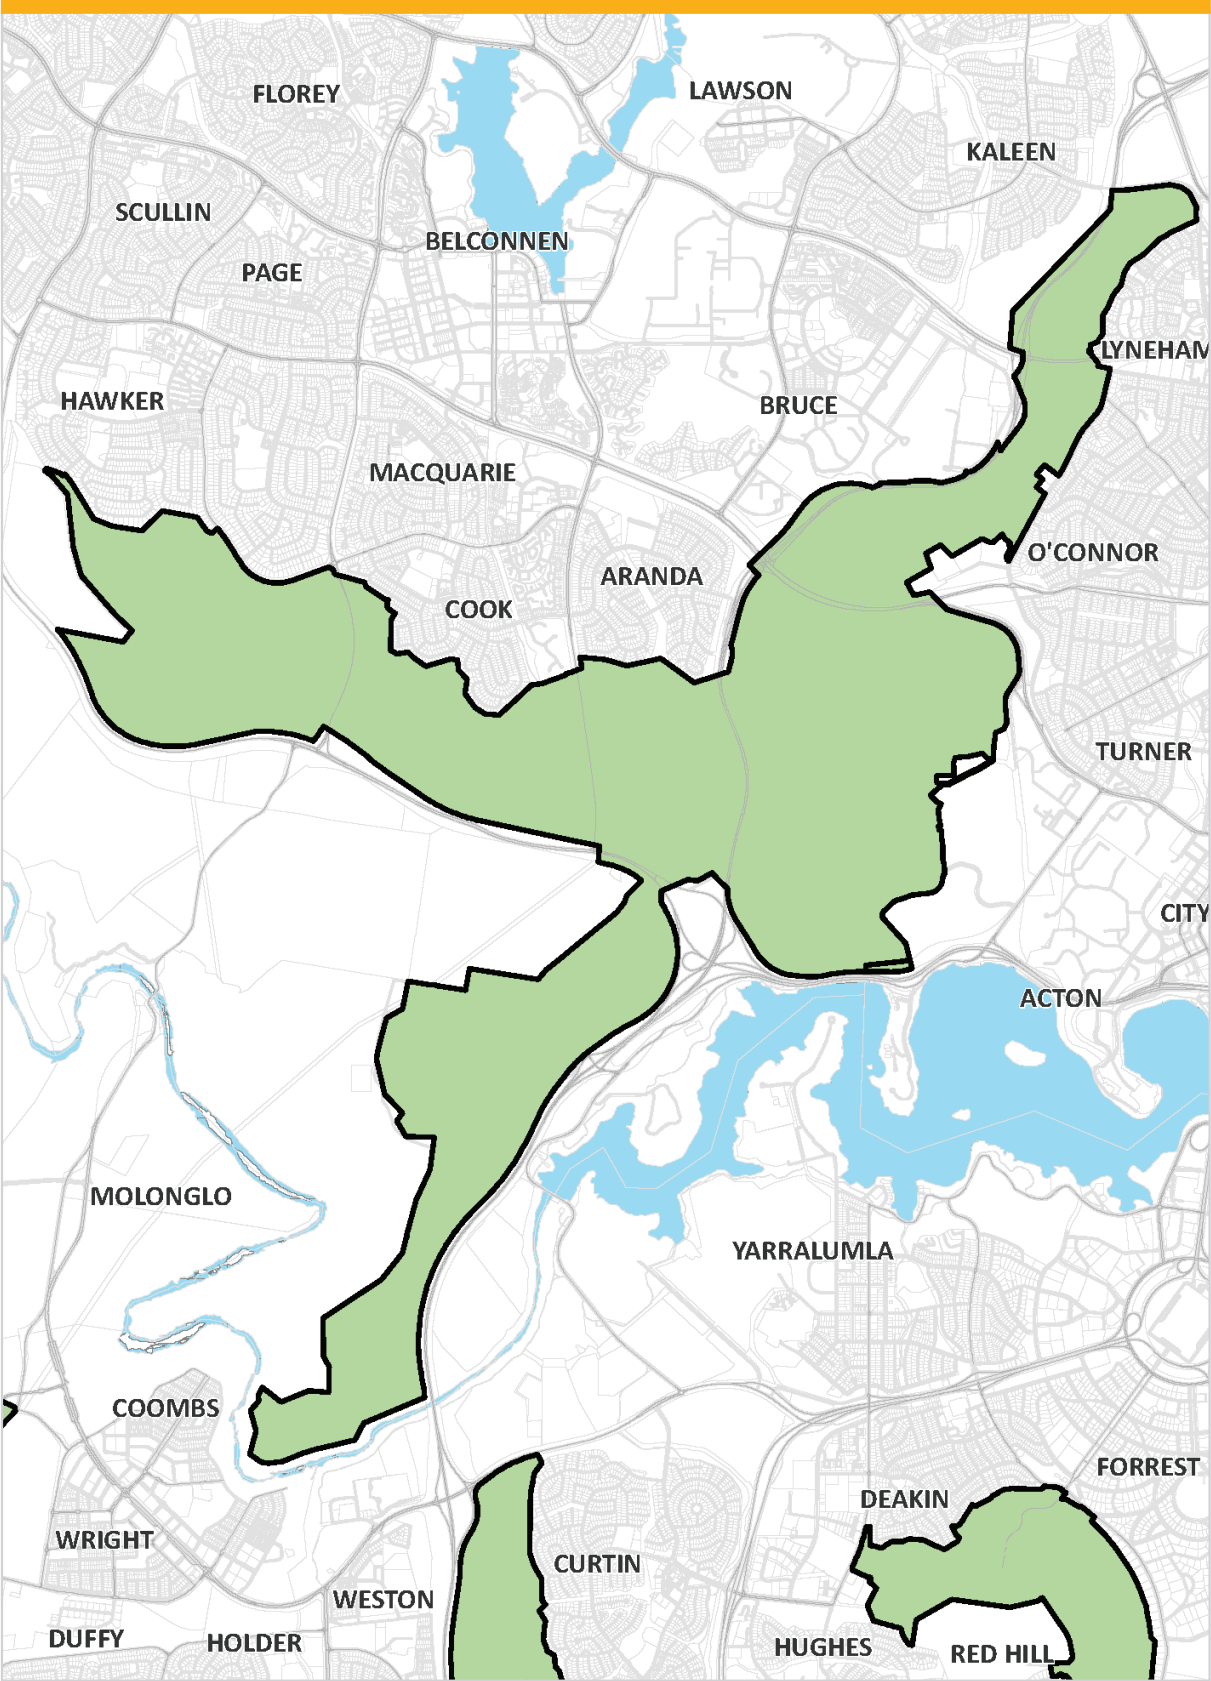 LAWSON
FLOREY
KALEEN
SCULLIN
BELCONNEN
PAGE
LYNEHAM
HAWKER
BRUCE
MACQUARIE
O'CONNOR
ARANDA
COOK
TURNER
CITY
ACTON
MOLONGLO
YARRALUMLA
COOMBS
FORREST
DEAKIN
WRIGHT
CURTIN
WESTON
DUFFY
HOLDER
HUGHES
RED HILL